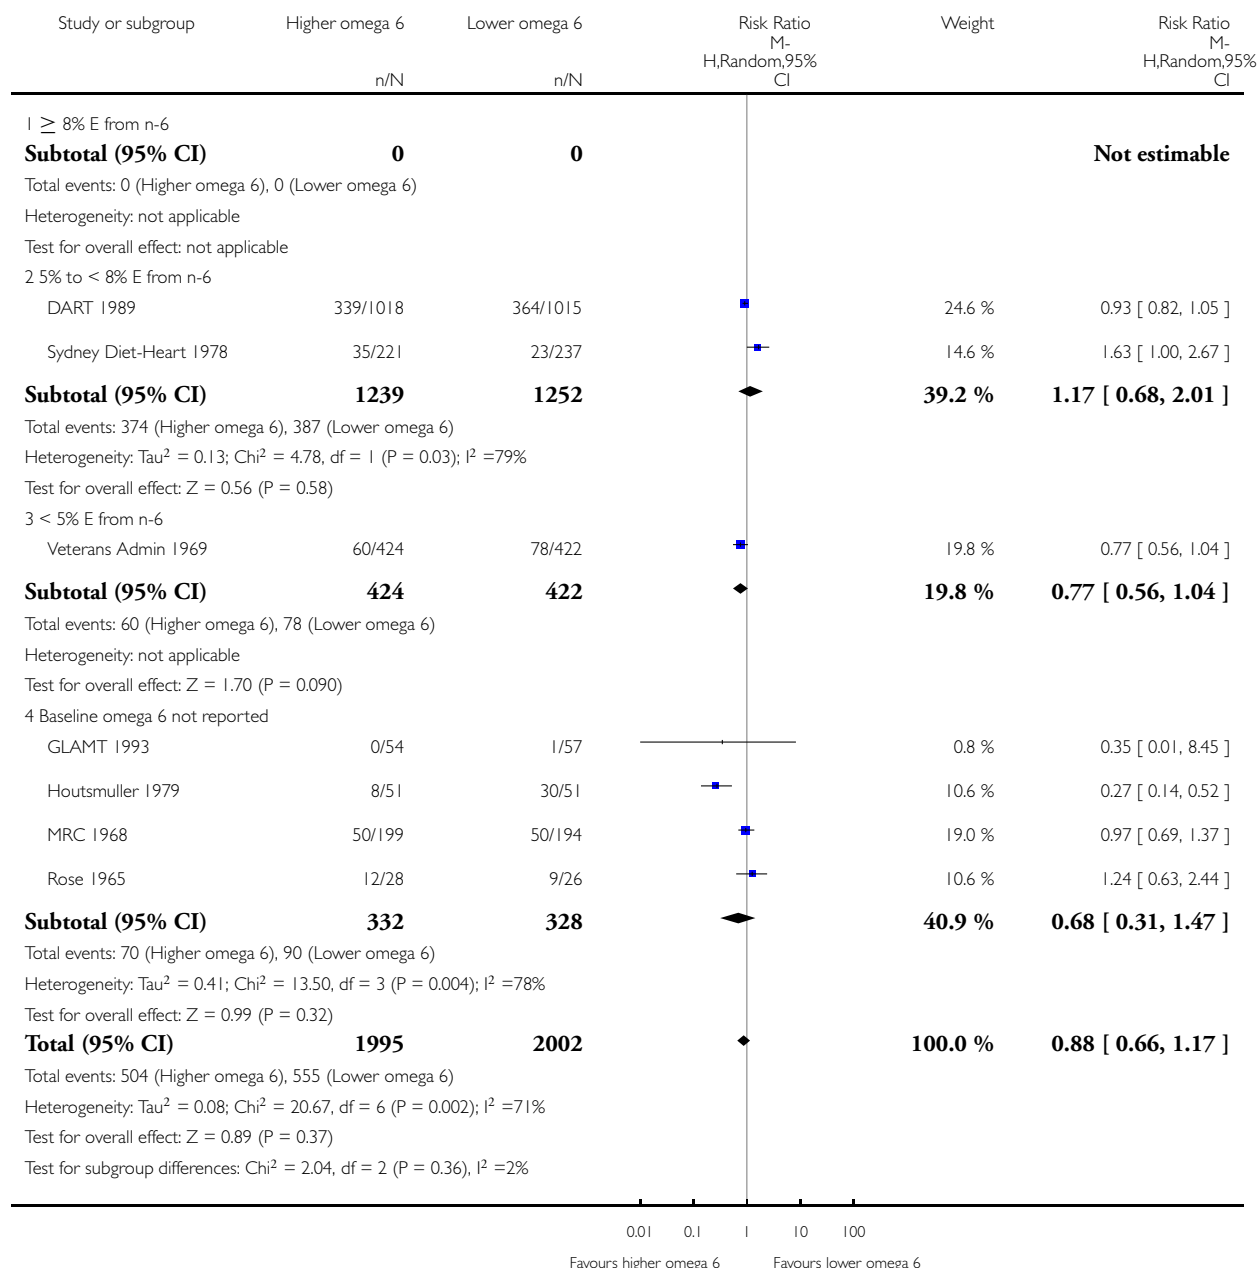 Study or subgroup Higher omega 6 Lower omega 6 Risk Ratio Weight Risk Ratio
M- M-
H,Random,95% H,Random,95%
n/N n/N CI CI
1 ≥ 8% E from n-6
Subtotal (95% CI) 0 0 Not estimable
Total events: 0 (Higher omega 6), 0 (Lower omega 6)
Heterogeneity: not applicable
Test for overall effect: not applicable
2 5% to < 8% E from n-6
DART 1989 339/1018 364/1015 24.6 % 0.93 [ 0.82, 1.05 ]
Sydney Diet-Heart 1978 35/221 23/237 14.6 % 1.63 [ 1.00, 2.67 ]
Subtotal (95% CI) 1239 1252 39.2 % 1.17 [ 0.68, 2.01 ]
Total events: 374 (Higher omega 6), 387 (Lower omega 6)
Heterogeneity: Tau² = 0.13; Chi² = 4.78, df = 1 (P = 0.03); I² =79%
Test for overall effect: Z = 0.56 (P = 0.58)
3 < 5% E from n-6
Veterans Admin 1969 60/424 78/422 19.8 % 0.77 [ 0.56, 1.04 ]
Subtotal (95% CI) 424 422 19.8 % 0.77 [ 0.56, 1.04 ]
Total events: 60 (Higher omega 6), 78 (Lower omega 6)
Heterogeneity: not applicable
Test for overall effect: Z = 1.70 (P = 0.090)
4 Baseline omega 6 not reported
GLAMT 1993 0/54 1/57 0.8 % 0.35 [ 0.01, 8.45 ]
Houtsmuller 1979 8/51 30/51 10.6 % 0.27 [ 0.14, 0.52 ]
MRC 1968 50/199 50/194 19.0 % 0.97 [ 0.69, 1.37 ]
Rose 1965 12/28 9/26 10.6 % 1.24 [ 0.63, 2.44 ]
Subtotal (95% CI) 332 328 40.9 % 0.68 [ 0.31, 1.47 ]
Total events: 70 (Higher omega 6), 90 (Lower omega 6)
Heterogeneity: Tau² = 0.41; Chi² = 13.50, df = 3 (P = 0.004); I² =78%
Test for overall effect: Z = 0.99 (P = 0.32)
Total (95% CI) 1995 2002 100.0 % 0.88 [ 0.66, 1.17 ]
Total events: 504 (Higher omega 6), 555 (Lower omega 6)
Heterogeneity: Tau² = 0.08; Chi² = 20.67, df = 6 (P = 0.002); I² =71%
Test for overall effect: Z = 0.89 (P = 0.37)
Test for subgroup differences: Chi² = 2.04, df = 2 (P = 0.36), I² =2%
0.01 0.1 1 10 100
Favours higher omega 6 Favours lower omega 6